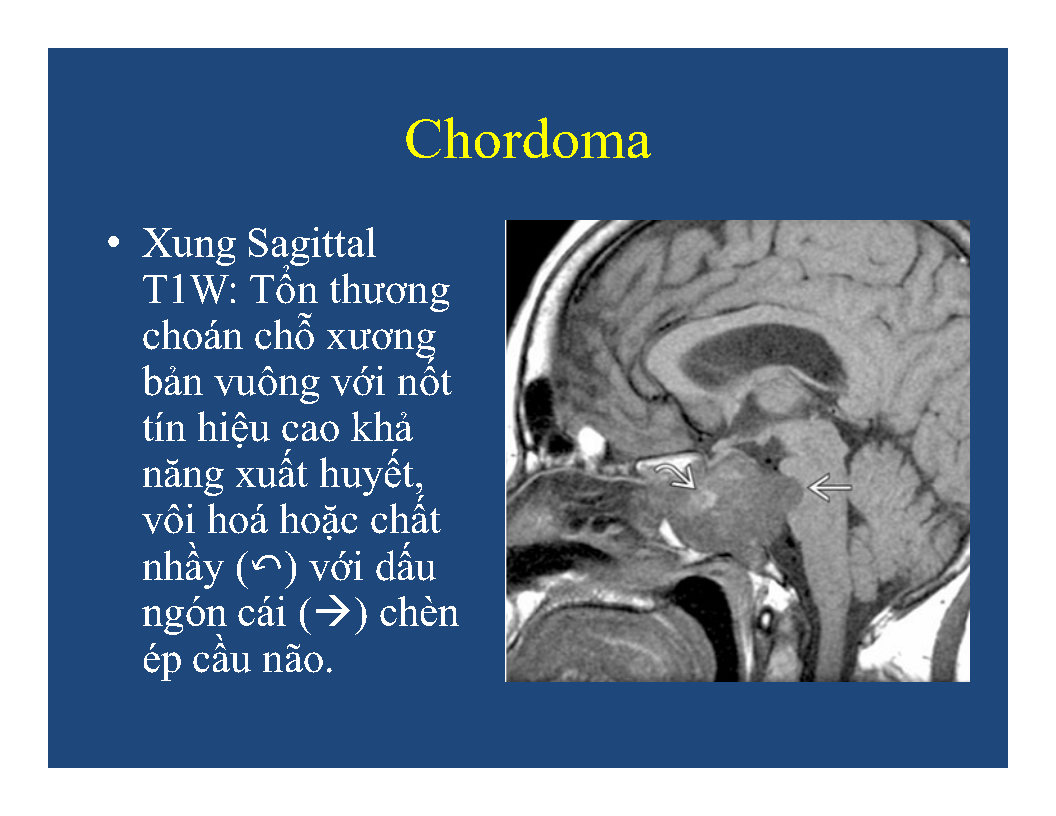 Chordoma
• Xung Sagittal
T1W: Tổn thương
choán chỗ xương
bản vuông với nốt
tín hiệu cao khả
năng xuất huyết,
vôi hoá hoặc chất
nhầy (⤺) với dấu
ngón cái (→) chèn
ép cầu não.